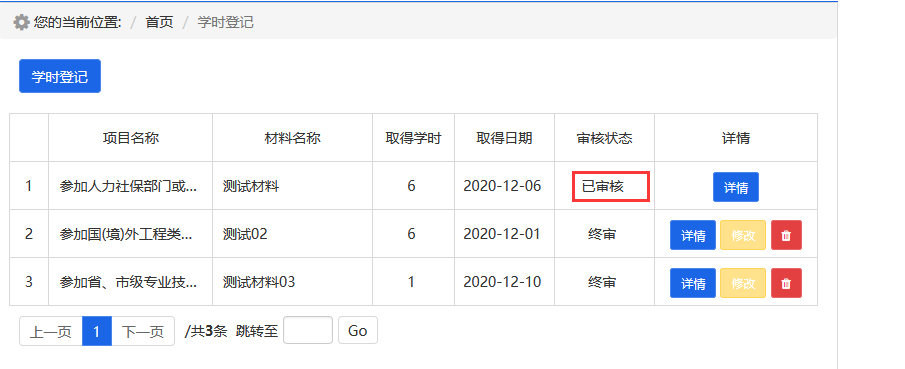 您的当前位置: / 首页 / 学时登记
学时登记
项目名称 材料名称 取得学时 取得日期 审核状态 详情
1 参加人力社保部门或... 测试材料 6 2020-12-06 已审核 详情
2 参加国(境)外工程类... 测试02 6 2020-12-01 终审 详情 修改
3 参加省、市级专业技... 测试材料03 1 2020-12-10 终审 详情 修改
上一页 1 下一页 /共3条 跳转至 Go